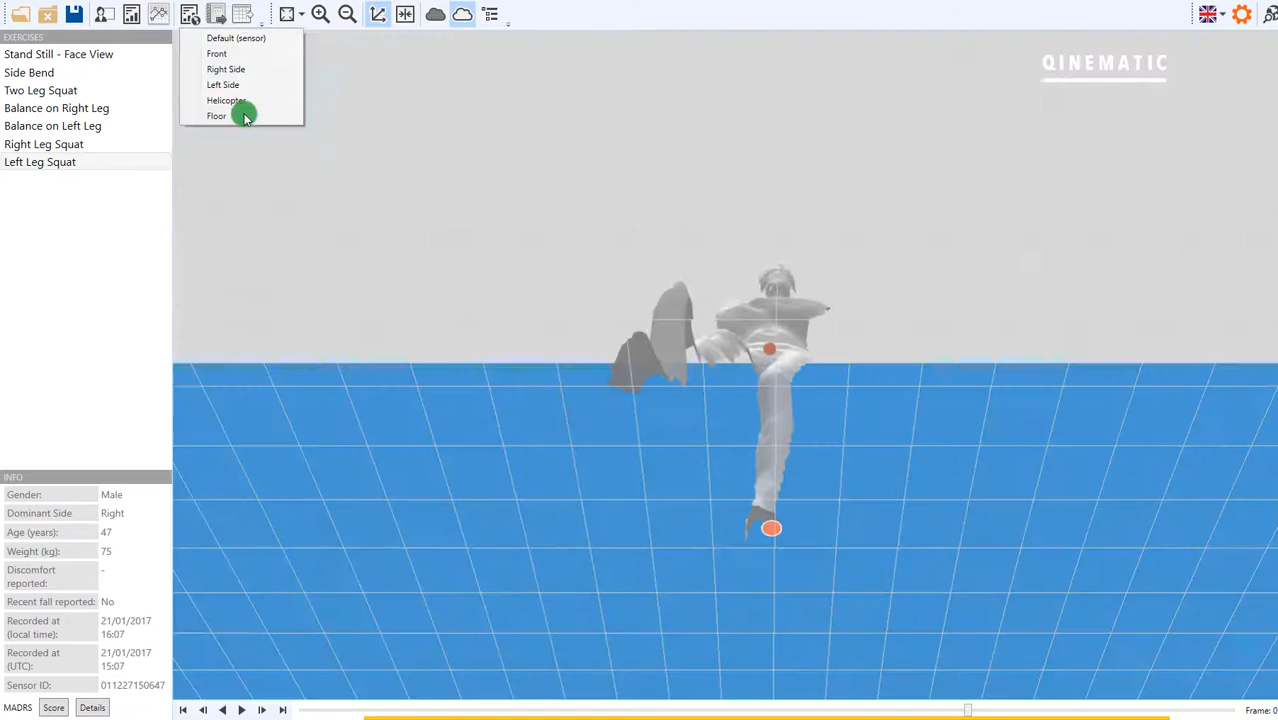 EXERCISES
Stand Still - Face View
Side Bend
Two Leg Squat
Balance on Right Leg
Balance on Left Leg
Right Leg Squat
Left Leg Squat
Default (sensor)
Front
Right Side
Left Side
Helicopter
Floor
QINEMATIC
INFO
Gender: Male
Dominant Side Right
Age (years): 47
Weight (kg): 75
Discomfort reported: -
Recent fall reported: No
Recorded at (local time): 21/01/2017 16:07
Recorded at (UTC): 21/01/2017 15:07
Sensor ID: 011227150647
MADRS Score Details
Frame: 0